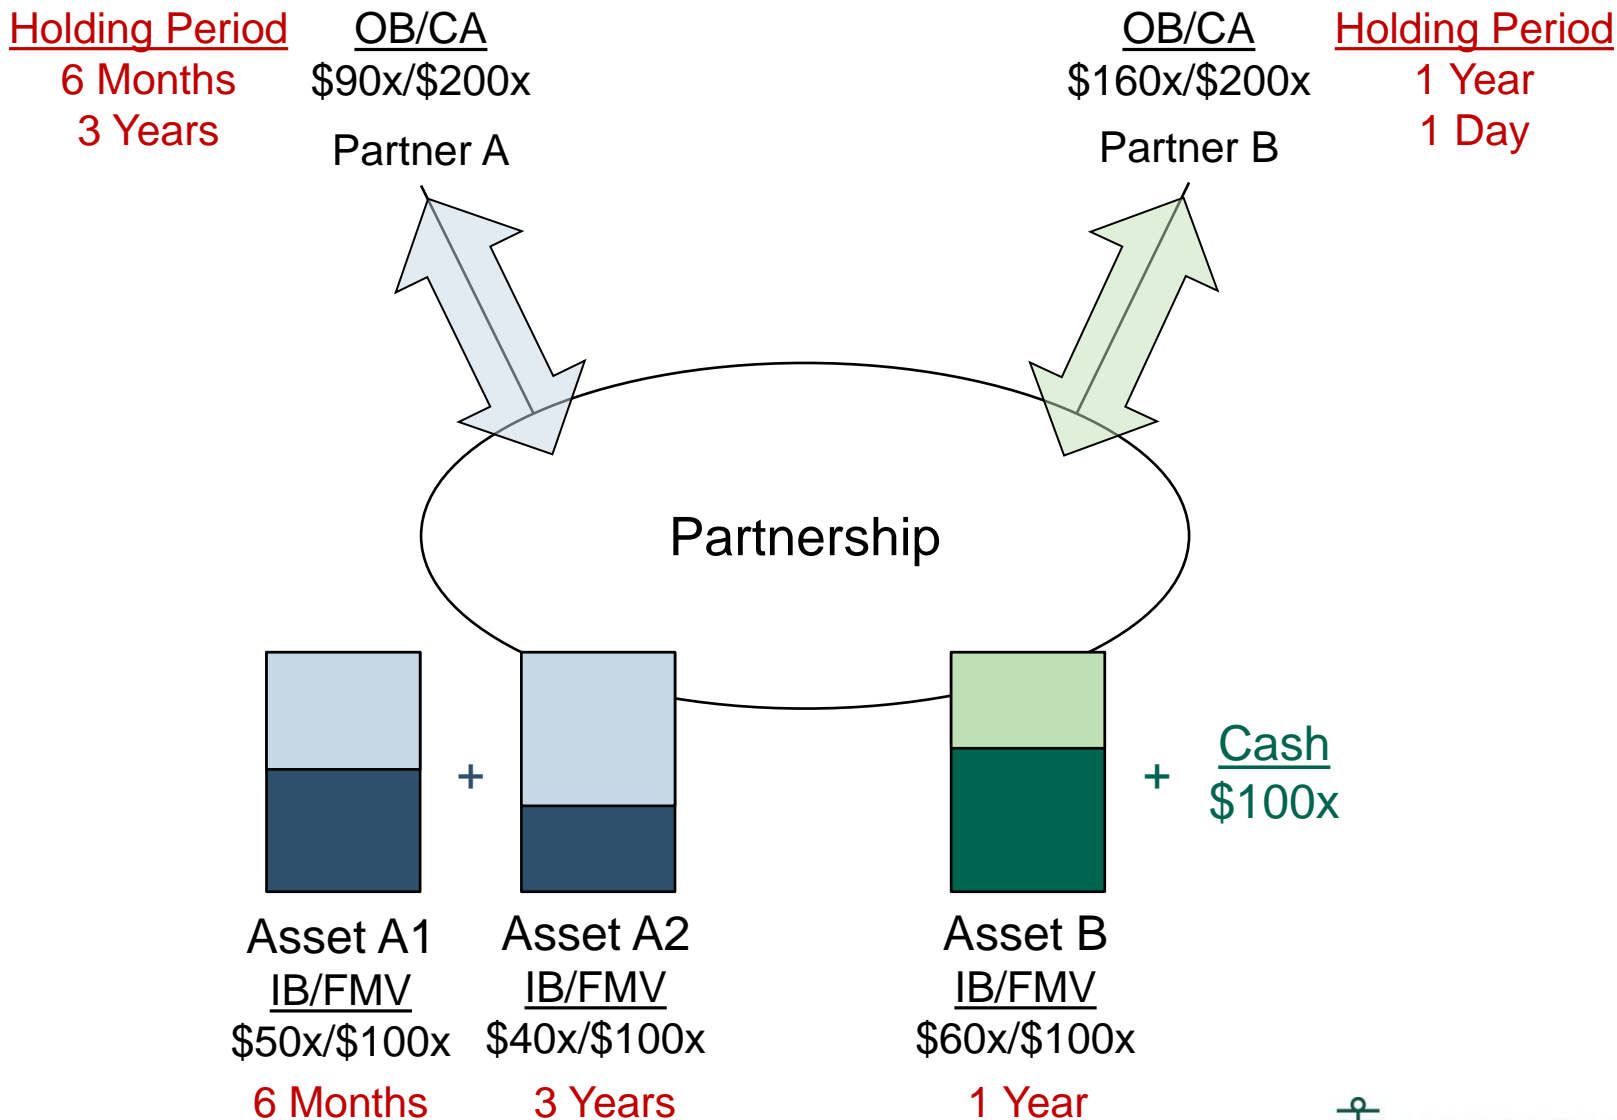 Holding Period
6 Months
3 Years
OB/CA
$90x/$200x
Partner A
OB/CA
$160x/$200x
Partner B
Holding Period
1 Year
1 Day
Partnership
+
+
Cash
$100x
Asset A1
IB/FMV
$50x/$100x
6 Months
Asset A2
IB/FMV
$40x/$100x
3 Years
Asset B
IB/FMV
$60x/$100x
1 Year